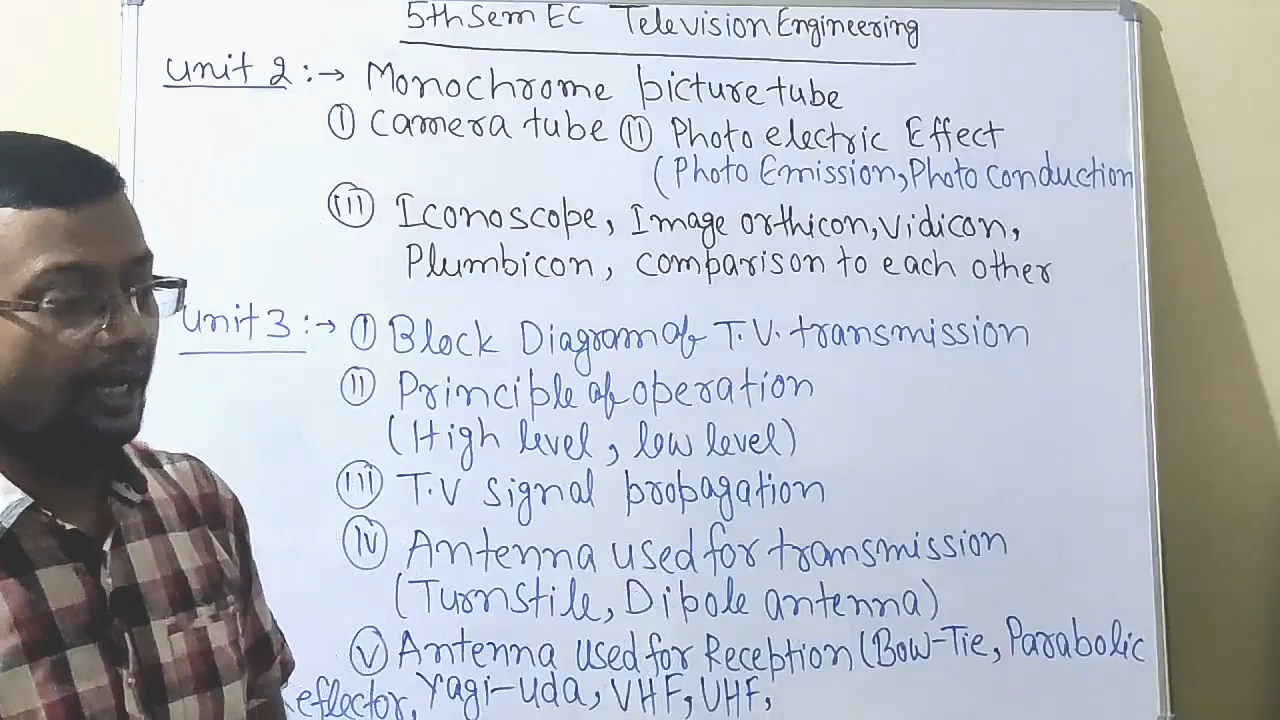 5th Sem EC Television Engineering
Unit 2 :→ Monochrome picture tube
(I) Camera tube (II) Photo electric Effect
(Photo Emission, Photo conduction
(III) Iconoscope, Image orthicon, Vidicon,
Plumbicon, comparison to each other
Unit 3 :→ (I) Block Diagram of T.V. transmission
(II) Principle of operation
(High level, low level)
(III) T.V signal propagation
(IV) Antenna used for transmission
(Turnstile, Dipole antenna)
(V) Antenna used for Reception (Bow-Tie, Parabolic
eflector, Yagi-Uda, VHF, UHF,